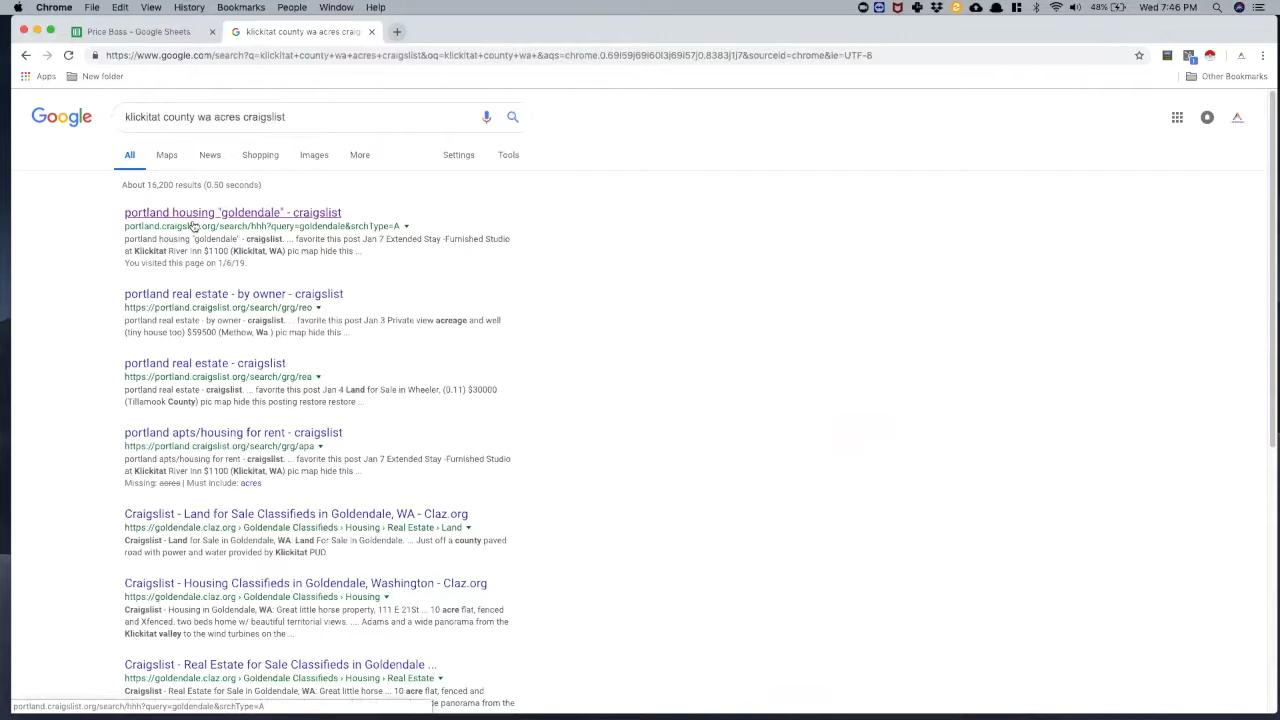 Chrome File Edit View History Bookmarks People Window Help
48% Wed 7:46 PM
Price Boss - Google Sheets
klickitat county wa acres craig
https://www.google.com/search?q=klickitat+county+wa+acres+craigslist&oq=klickitat+county+wa+&aqs=chrome.0.69i59j69i60l3j69i57j0.8383j1j7&sourceid=chrome&ie=UTF-8
Apps New folder Other Bookmarks
Google klickitat county wa acres craigslist
All Maps News Shopping Images More Settings Tools
About 16,200 results (0.50 seconds)
portland housing "goldendale" - craigslist
portland.craigslist.org/search/hhh?query=goldendale&srchType=A
portland housing "goldendale" - craigslist. ... favorite this post Jan 7 Extended Stay -Furnished Studio
at Klickitat River Inn $1100 (Klickitat, WA) pic map hide this ...
You visited this page on 1/6/19.
portland real estate - by owner - craigslist
https://portland.craigslist.org/search/grg/reo
portland real estate - by owner - craigslist. ... favorite this post Jan 3 Private view acreage and well
(tiny house too) $59500 (Methow, Wa.) pic map hide this ...
portland real estate - craigslist
https://portland.craigslist.org/search/grg/rea
portland real estate - craigslist. ... favorite this post Jan 4 Land for Sale in Wheeler, (0.11) $30000
(Tillamook County) pic map hide this posting restore restore ...
portland apts/housing for rent - craigslist
https://portland.craigslist.org/search/grg/apa
portland apts/housing for rent - craigslist. ... favorite this post Jan 7 Extended Stay -Furnished Studio
at Klickitat River Inn $1100 (Klickitat, WA) pic map hide this ...
Missing: acres | Must include: acres
Craigslist - Land for Sale Classifieds in Goldendale, WA - Claz.org
https://goldendale.claz.org › Goldendale Classifieds › Housing › Real Estate › Land
Craigslist - Land for Sale in Goldendale, WA: Land For Sale In Goldendale. ... Just off a county paved
road with power and water provided by Klickitat PUD.
Craigslist - Housing Classifieds in Goldendale, Washington - Claz.org
https://goldendale.claz.org › Goldendale Classifieds › Housing
Craigslist - Housing in Goldendale, WA: Great little horse property, 111 E 21St ... 10 acre flat, fenced
and Xfenced. two beds home w/ beautiful territorial views. .... Adams and a wide panorama from the
Klickitat valley to the wind turbines on the ...
Craigslist - Real Estate for Sale Classifieds in Goldendale ...
https://goldendale.claz.org › Goldendale Classifieds › Housing › Real Estate
Craigslist - Real Estate for Sale in Goldendale, WA: Great little horse ... 10 acre flat, fenced and
e panorama from the
portland.craigslist.org/search/hhh?query=goldendale&srchType=A